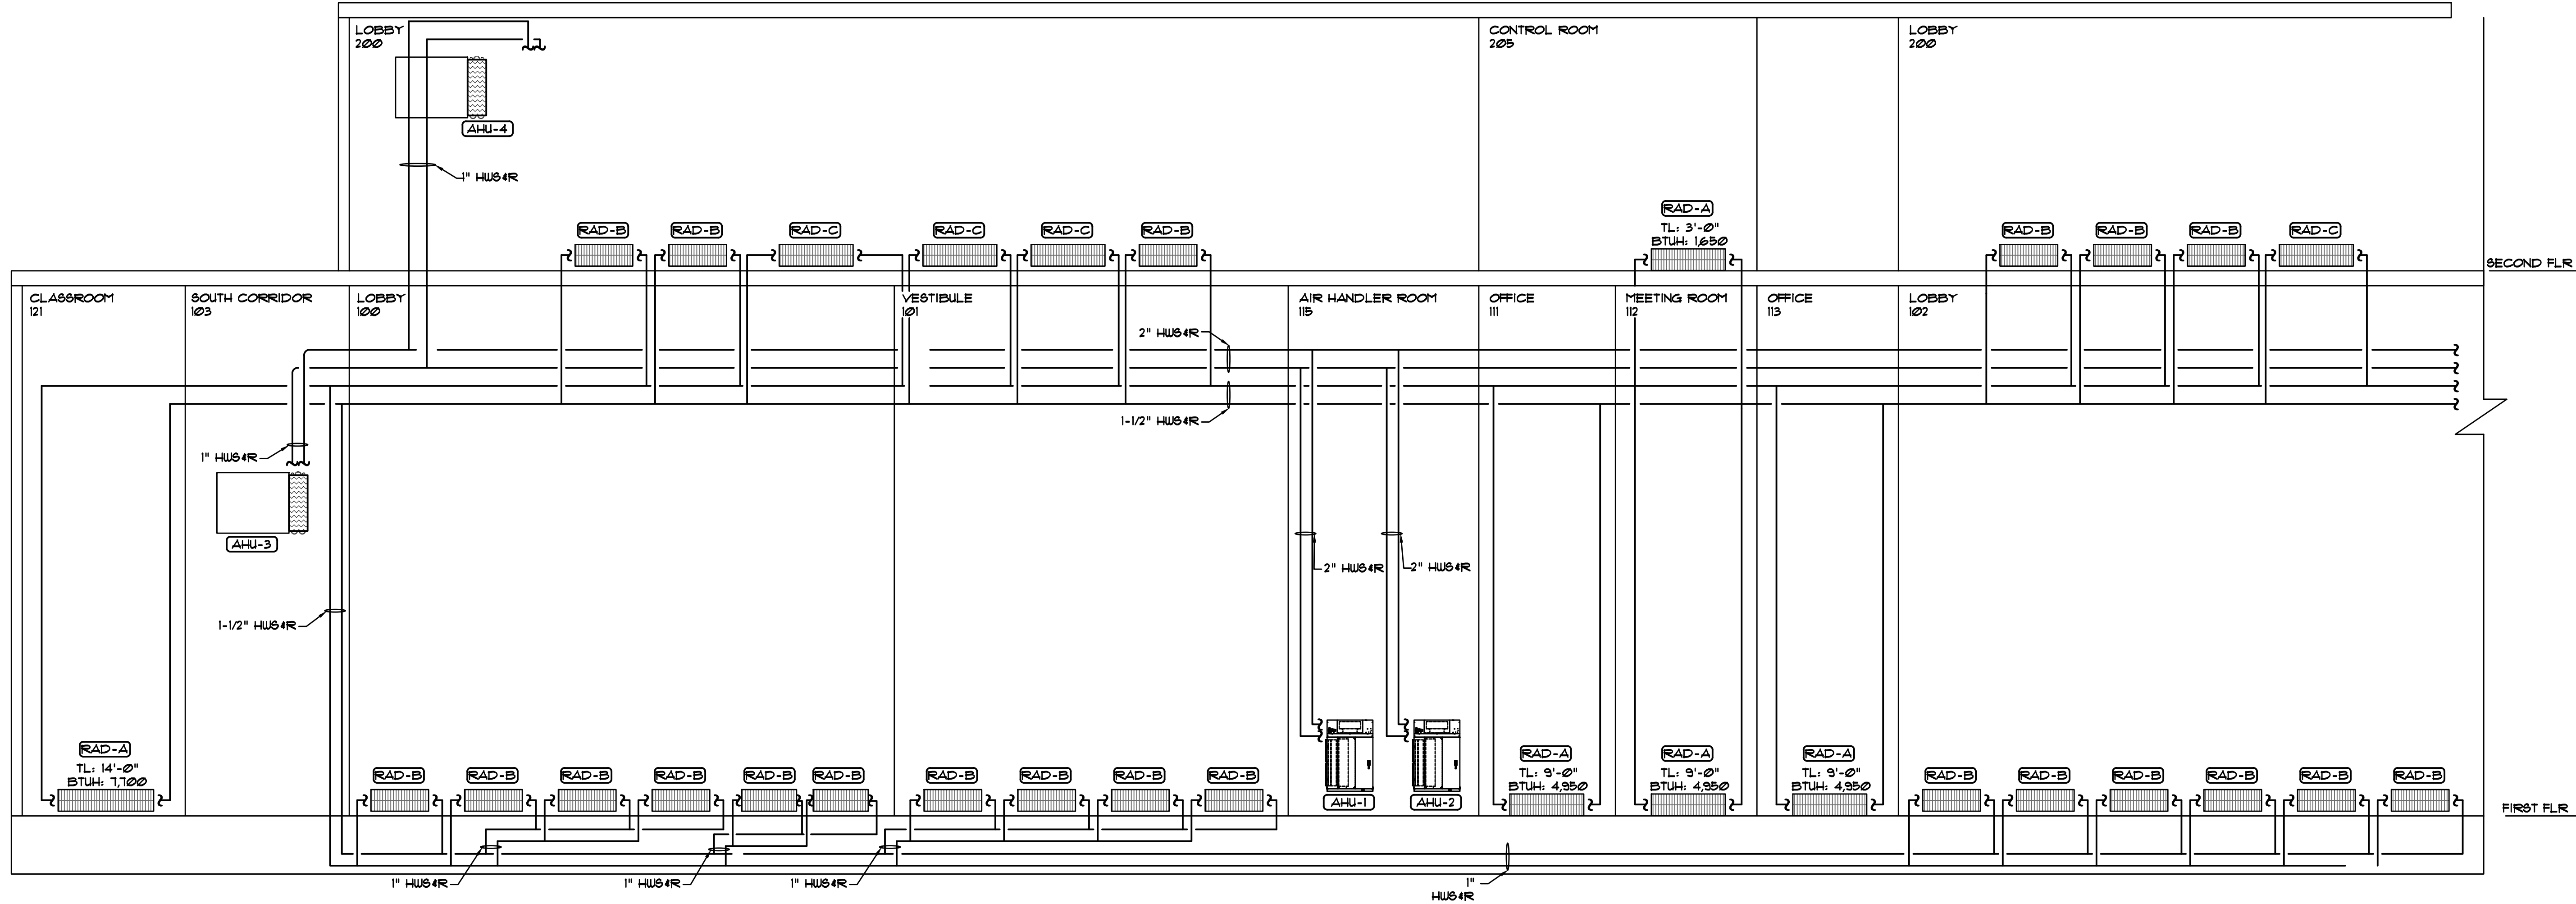 LOBBY
200
CONTROL ROOM
205
LOBBY
200
AHU-4
1" HWS&R
RAD-B
RAD-B
RAD-C
RAD-C
RAD-C
RAD-B
RAD-A
TL: 3'-0"
BTUH: 1,650
RAD-B
RAD-B
RAD-B
RAD-C
SECOND FLR
CLASSROOM
121
SOUTH CORRIDOR
103
LOBBY
100
VESTIBULE
101
AIR HANDLER ROOM
115
OFFICE
111
MEETING ROOM
112
OFFICE
113
LOBBY
102
2" HWS&R
1-1/2" HWS&R
1" HWS&R
AHU-3
2" HWS&R
2" HWS&R
1-1/2" HWS&R
RAD-A
TL: 14'-0"
BTUH: 7,700
RAD-B
RAD-B
RAD-B
RAD-B
RAD-B
RAD-B
RAD-B
RAD-B
RAD-B
RAD-B
AHU-1
AHU-2
RAD-A
TL: 9'-0"
BTUH: 4,950
RAD-A
TL: 9'-0"
BTUH: 4,950
RAD-A
TL: 9'-0"
BTUH: 4,950
RAD-B
RAD-B
RAD-B
RAD-B
RAD-B
RAD-B
FIRST FLR
1" HWS&R
1" HWS&R
1" HWS&R
1"
HWS&R